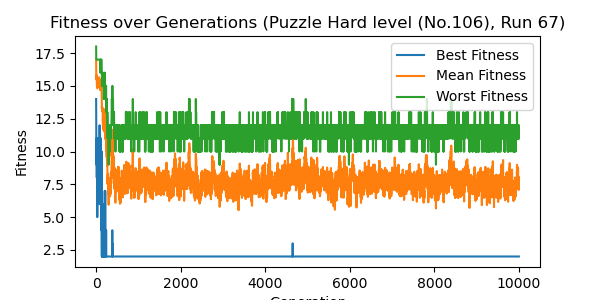 Fitness over Generations (Puzzle Hard level (No.106), Run 67)
Best Fitness
Mean Fitness
Worst Fitness
Fitness
17.5
15.0
12.5
10.0
7.5
5.0
2.5
0 2000 4000 6000 8000 10000
Generation